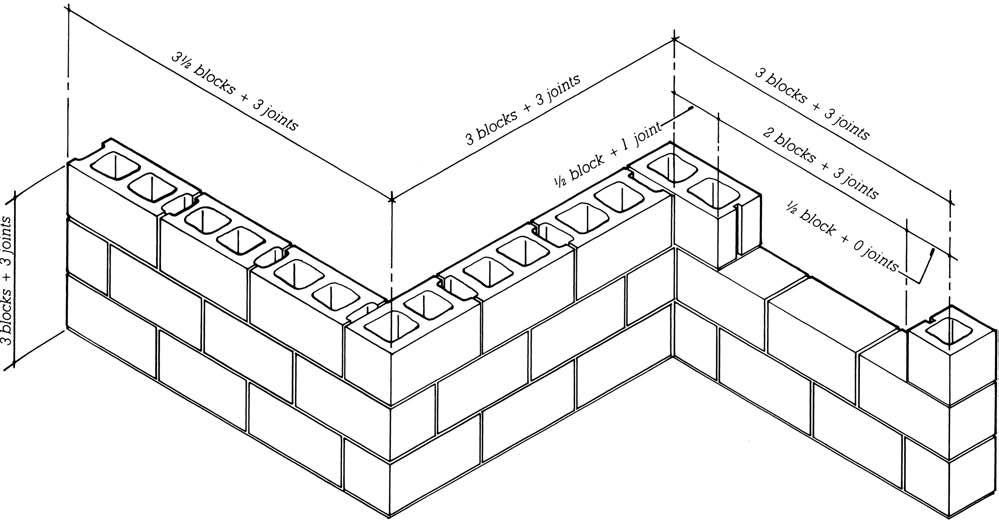 3½ blocks + 3 joints
3 blocks + 3 joints
3 blocks + 3 joints
½ block + 1 joint
2 blocks + 3 joints
½ block + 0 joints
3 blocks + 3 joints